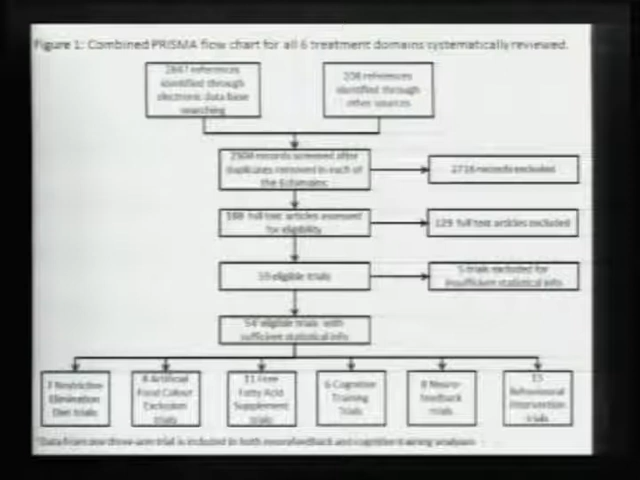 Figure 1: Combined PRISMA flow chart for all 6 treatment domains systematically reviewed.
2847 references
identified through
electronic data base
searching
references
identified through
other sources
records screened after
duplicates removed in each of
the 6 domains
2716 records excluded
188 full text articles assessed
for eligibility
129 full text articles excluded
59 eligible trials
5 trials excluded for
insufficient statistical info
54 eligible trials with
sufficient statistical info
7 Restrictive
Elimination
Diet trials
8 Artificial
Food Colour
Exclusion
trials
11 Free
Fatty Acid
Supplement
trials
6 Cognitive
Training
Trials
8 Neuro-
feedback
trials
15
Behavioural
Intervention
trials
Data from one three-arm trial is included in both neurofeedback and cognitive training analyses